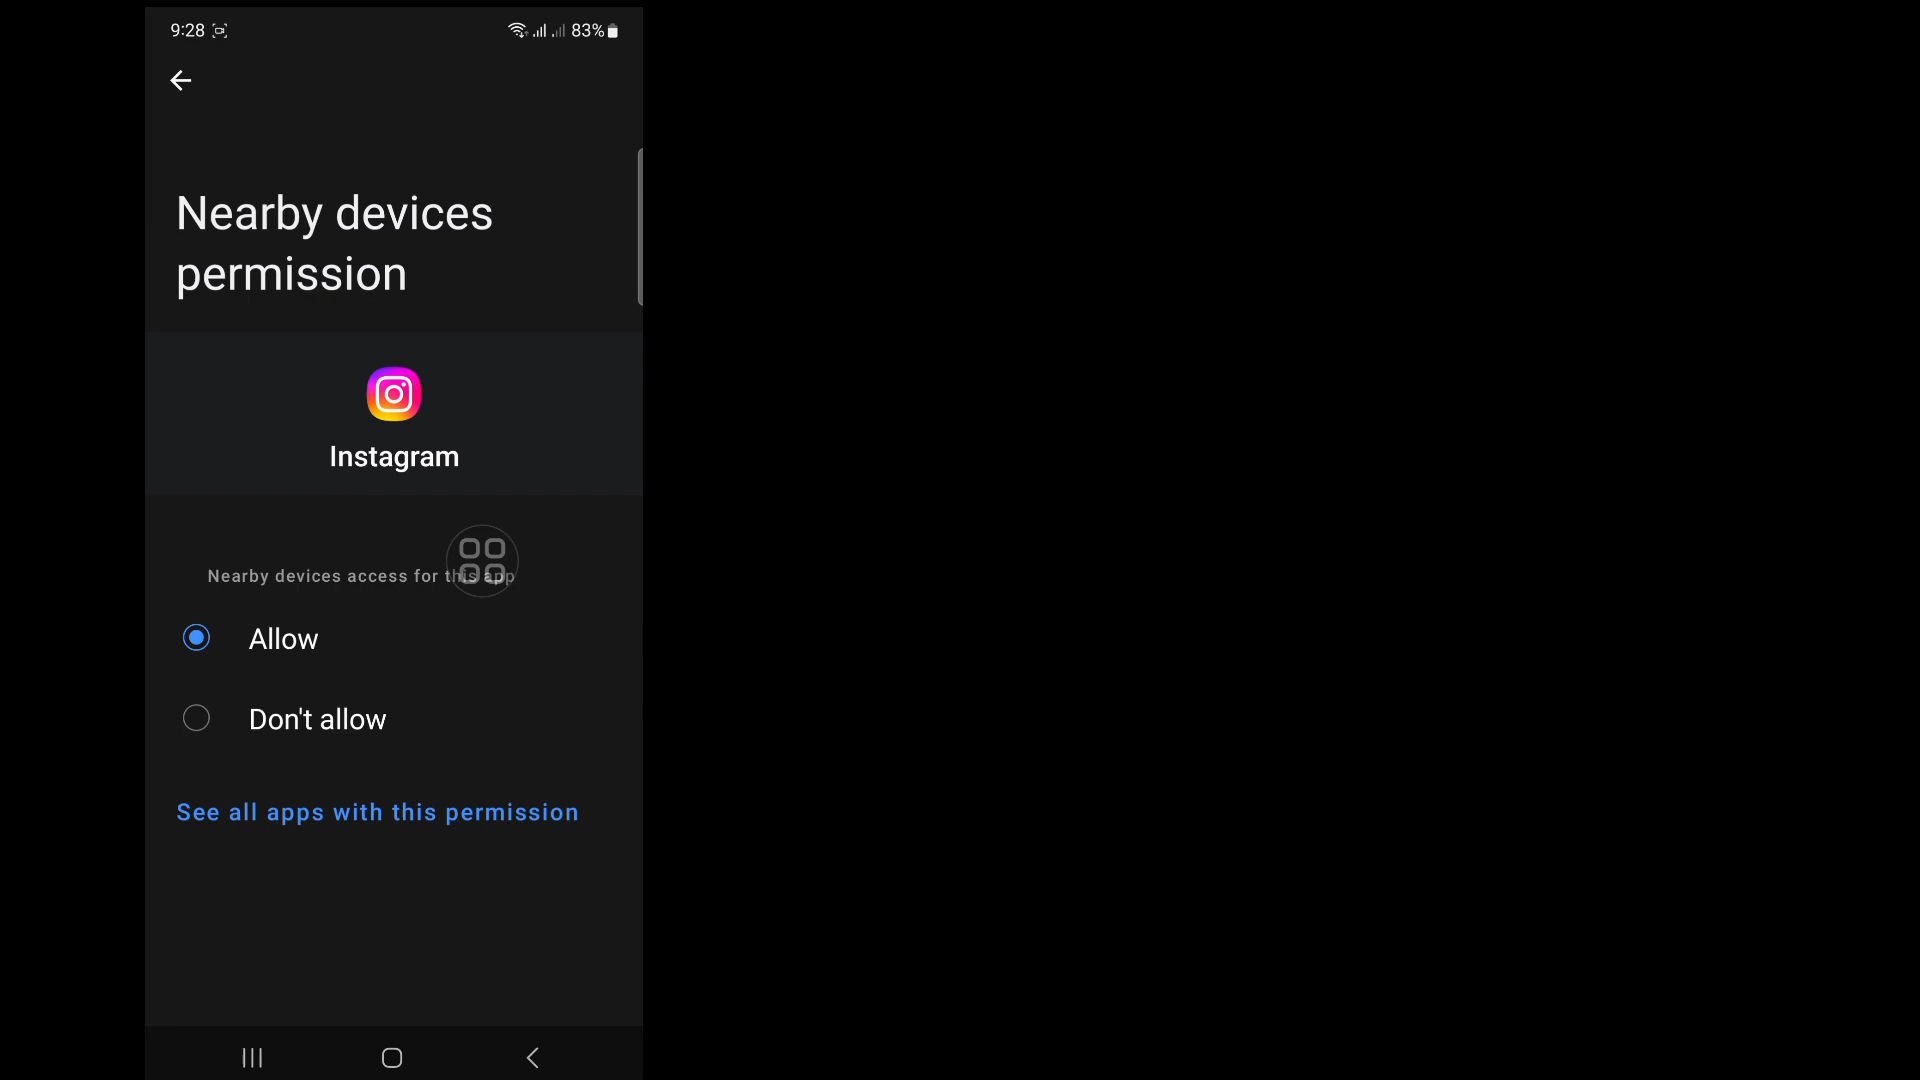 9:28 83%
Nearby devices
permission
Instagram
Nearby devices access for this app
Allow
Don't allow
See all apps with this permission